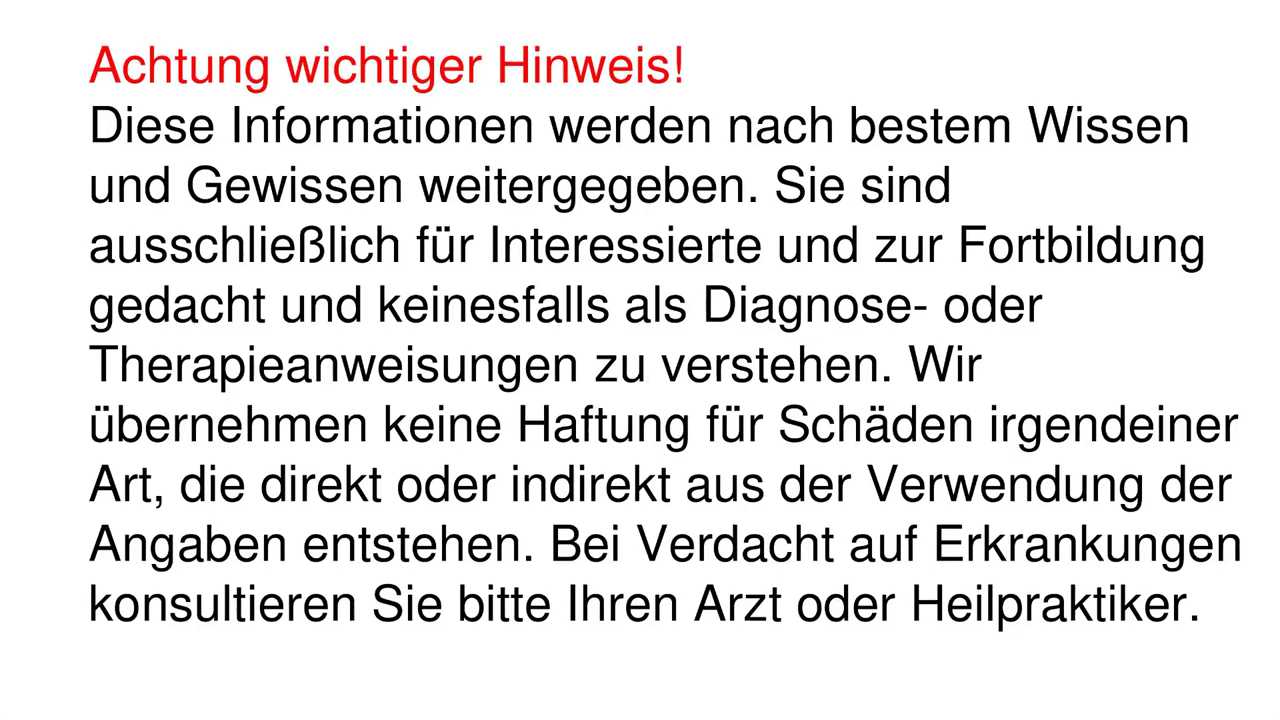 Achtung wichtiger Hinweis!
Diese Informationen werden nach bestem Wissen
und Gewissen weitergegeben. Sie sind
ausschließlich für Interessierte und zur Fortbildung
gedacht und keinesfalls als Diagnose- oder
Therapieanweisungen zu verstehen. Wir
übernehmen keine Haftung für Schäden irgendeiner
Art, die direkt oder indirekt aus der Verwendung der
Angaben entstehen. Bei Verdacht auf Erkrankungen
konsultieren Sie bitte Ihren Arzt oder Heilpraktiker.